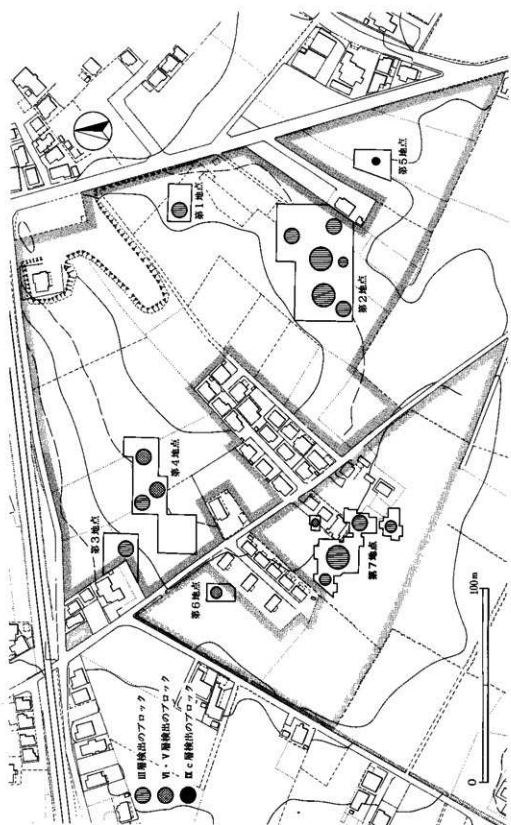 第1地点
第2地点
第3地点
第4地点
第5地点
第6地点
第7地点
Ⅲ層検出のブロック
Ⅵ・Ⅴ層検出のブロック
Ⅸc層検出のブロック
0
100m